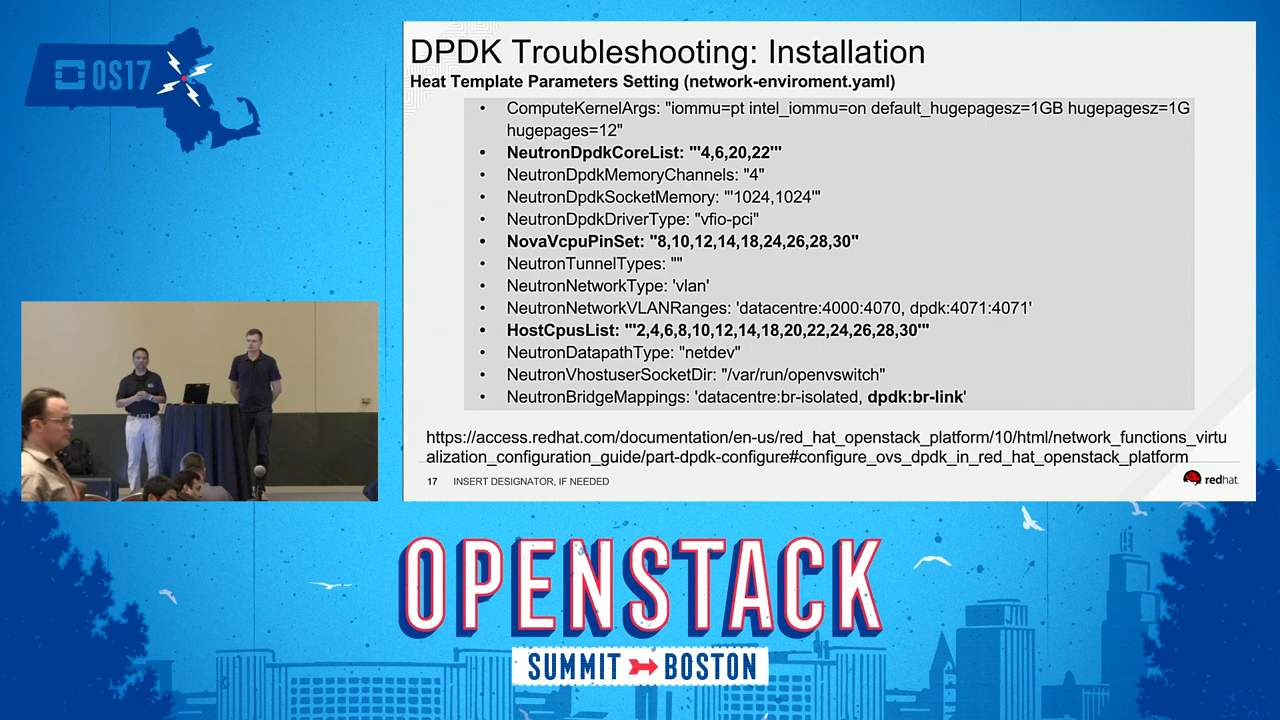 OS17
DPDK Troubleshooting: Installation
Heat Template Parameters Setting (network-enviroment.yaml)
• ComputeKernelArgs: "iommu=pt intel_iommu=on default_hugepagesz=1GB hugepagesz=1G
hugepages=12"
• NeutronDpdkCoreList: "'4,6,20,22'"
• NeutronDpdkMemoryChannels: "4"
• NeutronDpdkSocketMemory: "'1024,1024'"
• NeutronDpdkDriverType: "vfio-pci"
• NovaVcpuPinSet: "8,10,12,14,18,24,26,28,30"
• NeutronTunnelTypes: ""
• NeutronNetworkType: 'vlan'
• NeutronNetworkVLANRanges: 'datacentre:4000:4070, dpdk:4071:4071'
• HostCpusList: "'2,4,6,8,10,12,14,18,20,22,24,26,28,30'"
• NeutronDatapathType: "netdev"
• NeutronVhostuserSocketDir: "/var/run/openvswitch"
• NeutronBridgeMappings: 'datacentre:br-isolated, dpdk:br-link'
https://access.redhat.com/documentation/en-us/red_hat_openstack_platform/10/html/network_functions_virtu
alization_configuration_guide/part-dpdk-configure#configure_ovs_dpdk_in_red_hat_openstack_platform
17 INSERT DESIGNATOR, IF NEEDED
redhat.
OPENSTACK
SUMMIT BOSTON